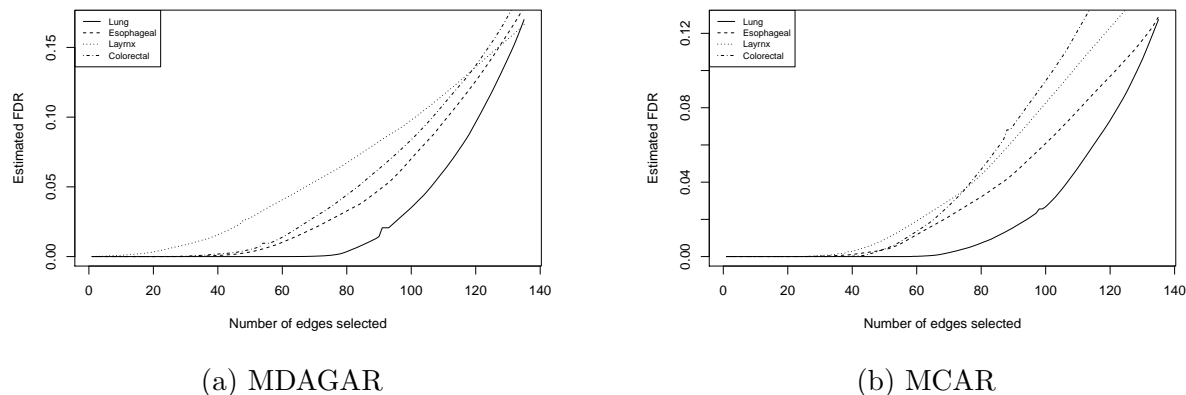 Lung
Esophageal
Layrnx
Colorectal
Estimated FDR
0.00
0.05
0.10
0.15
0 20 40 60 80 100 120 140
Number of edges selected
(a) MDAGAR
Lung
Esophageal
Layrnx
Colorectal
Estimated FDR
0.00
0.04
0.08
0.12
0 20 40 60 80 100 120 140
Number of edges selected
(b) MCAR